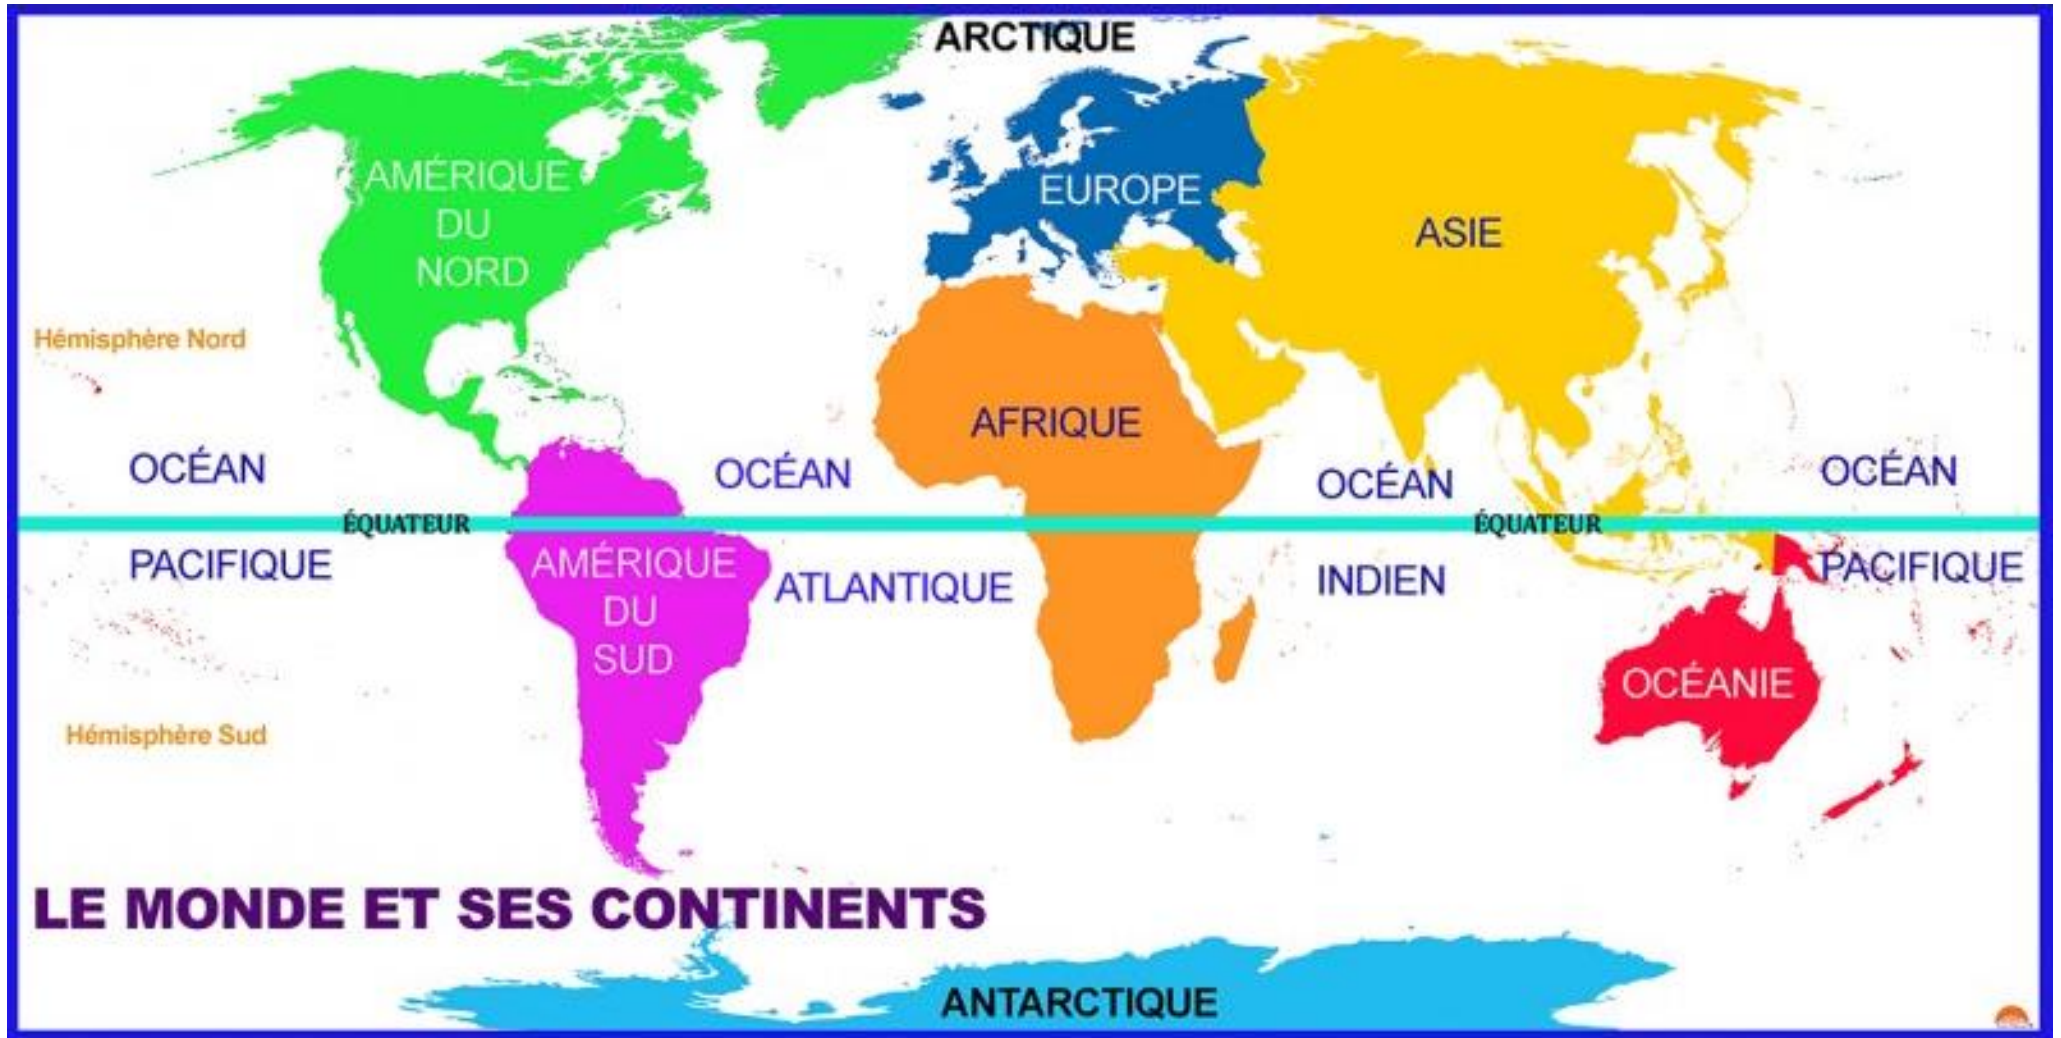 ARCTIQUE
AMÉRIQUE
DU
NORD
EUROPE
ASIE
Hémisphère Nord
AFRIQUE
OCÉAN
OCÉAN
OCÉAN
OCÉAN
ÉQUATEUR
ÉQUATEUR
PACIFIQUE
AMÉRIQUE
DU
SUD
ATLANTIQUE
INDIEN
PACIFIQUE
OCÉANIE
Hémisphère Sud
LE MONDE ET SES CONTINENTS
ANTARCTIQUE